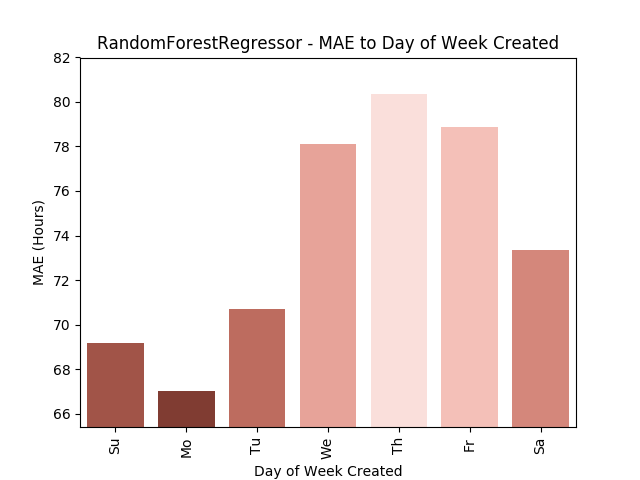 RandomForestRegressor - MAE to Day of Week Created
82
80
78
76
74
72
70
68
66
MAE (Hours)
Su
Mo
Tu
We
Th
Fr
Sa
Day of Week Created